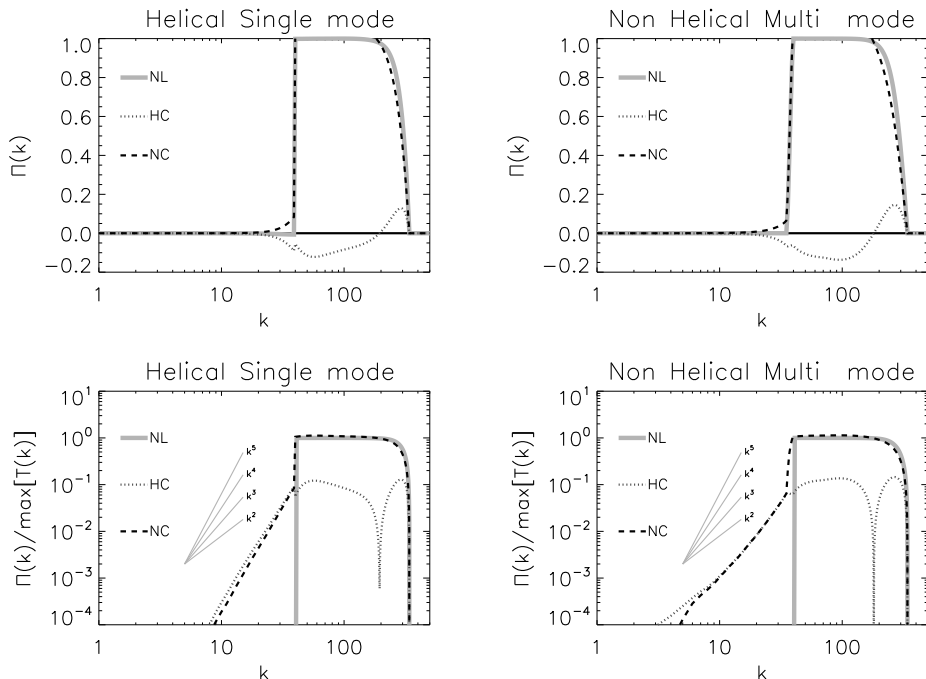 Helical Single mode
1.0
0.8
0.6
0.4
0.2
0.0
−0.2
Π(k)
NL
HC
NC
1
10
100
k
Non Helical Multi mode
1.0
0.8
0.6
0.4
0.2
0.0
−0.2
Π(k)
NL
HC
NC
1
10
100
k
Helical Single mode
10¹
10⁰
10⁻¹
10⁻²
10⁻³
10⁻⁴
Π(k)/max[T(k)]
NL
HC
NC
k⁵
k⁴
k³
k²
1
10
100
k
Non Helical Multi mode
10¹
10⁰
10⁻¹
10⁻²
10⁻³
10⁻⁴
Π(k)/max[T(k)]
NL
HC
NC
k⁵
k⁴
k³
k²
1
10
100
k